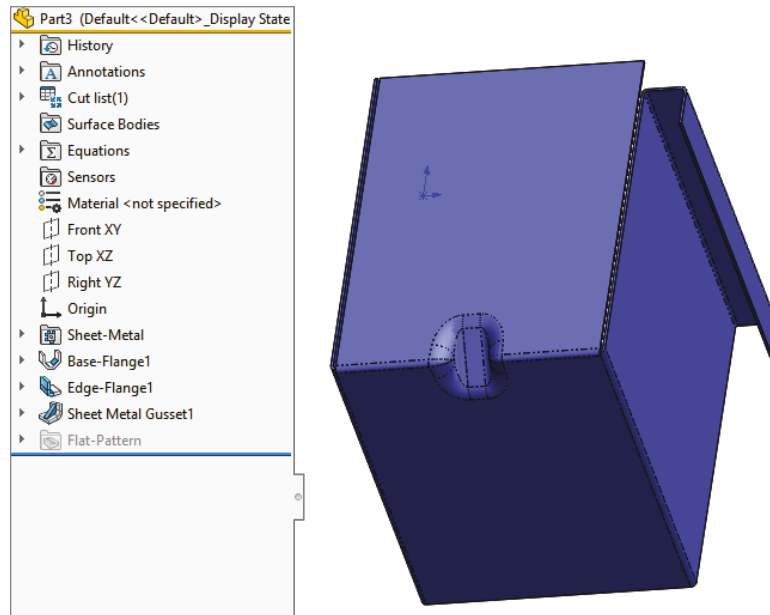 Part3 (Default<<Default>_Display State
History
Annotations
Cut list(1)
Surface Bodies
Equations
Sensors
Material <not specified>
Front XY
Top XZ
Right YZ
Origin
Sheet-Metal
Base-Flange1
Edge-Flange1
Sheet Metal Gusset1
Flat-Pattern